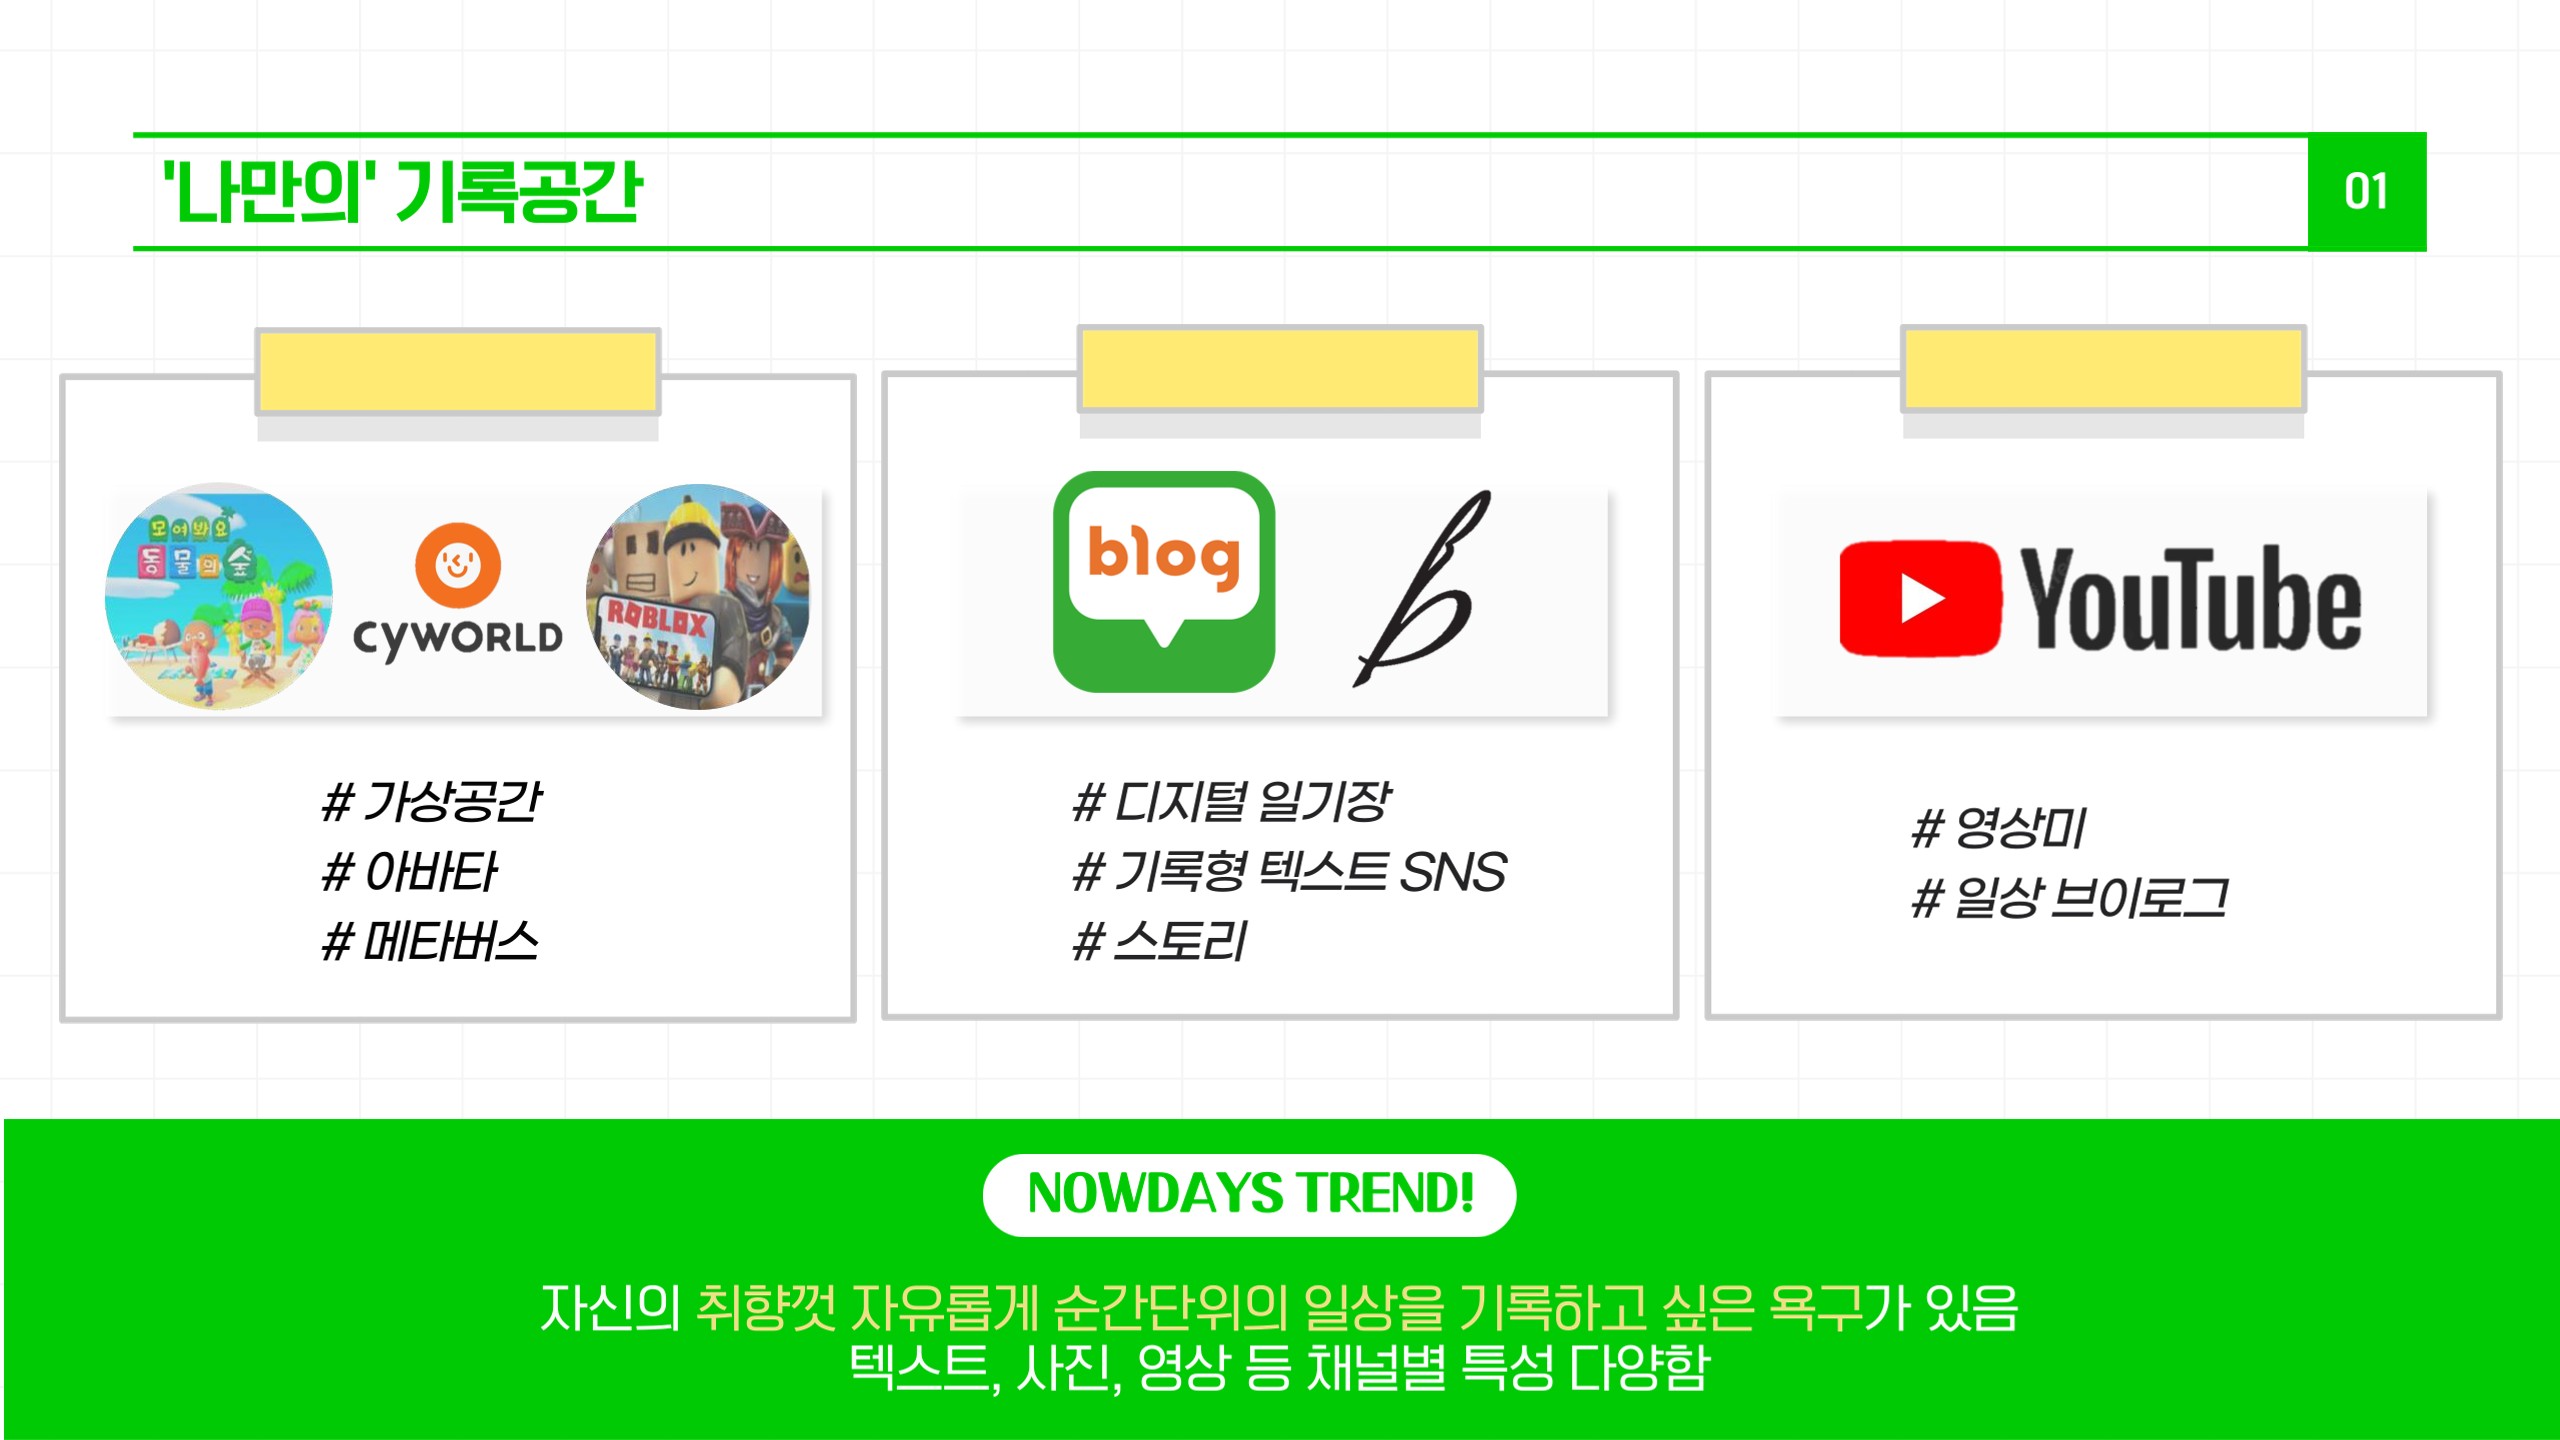 '나만의' 기록공간
01
모여봐요
동물의숲
CYWORLD
ROBLOX
blog
b
YouTube
# 가상공간
# 아바타
# 메타버스
# 디지털 일기장
# 기록형 텍스트 SNS
# 스토리
# 영상미
# 일상 브이로그
NOWDAYS TREND!
자신의 취향껏 자유롭게 순간단위의 일상을 기록하고 싶은 욕구가 있음
텍스트, 사진, 영상 등 채널별 특성 다양함